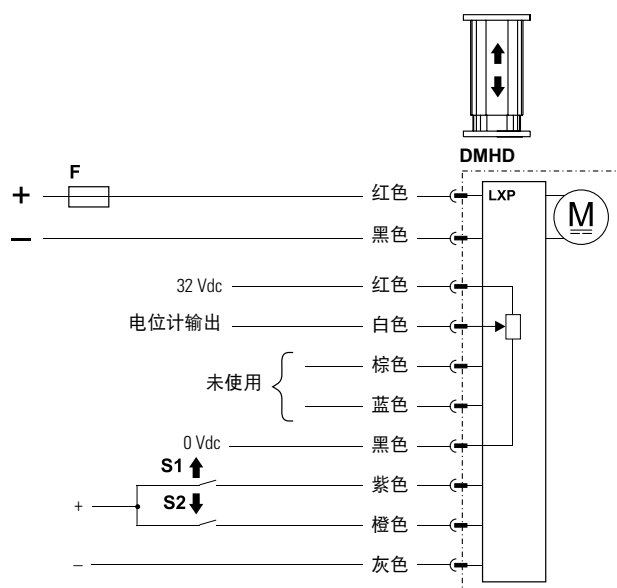 DMHD
F
+
红色
LXP
M
–
黑色
32 Vdc
红色
电位计输出
白色
棕色
未使用
蓝色
0 Vdc
黑色
S1
紫色
+
S2
橙色
–
灰色